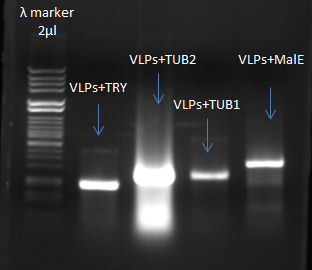 λ marker
2μl
VLPs+TRY
VLPs+TUB2
VLPs+TUB1
VLPs+MalE